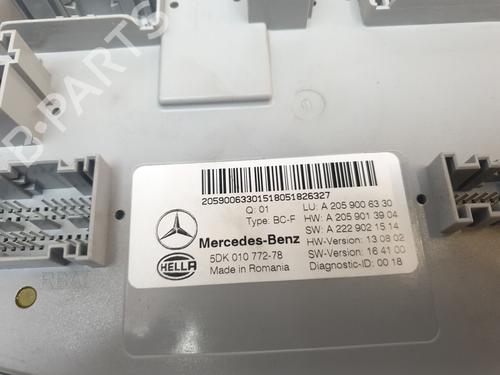 B-PARTS
20590063301518051826327
Q: 01 LU: A 205 900 63 30
Type: BC-F HW: A 205 901 39 04
SW: A 222 902 15 14
Mercedes-Benz HW-Version: 13 08 02
5DK 010 772-78 SW-Version: 16 41 00
HELLA Made in Romania Diagnostic-ID: 00 18